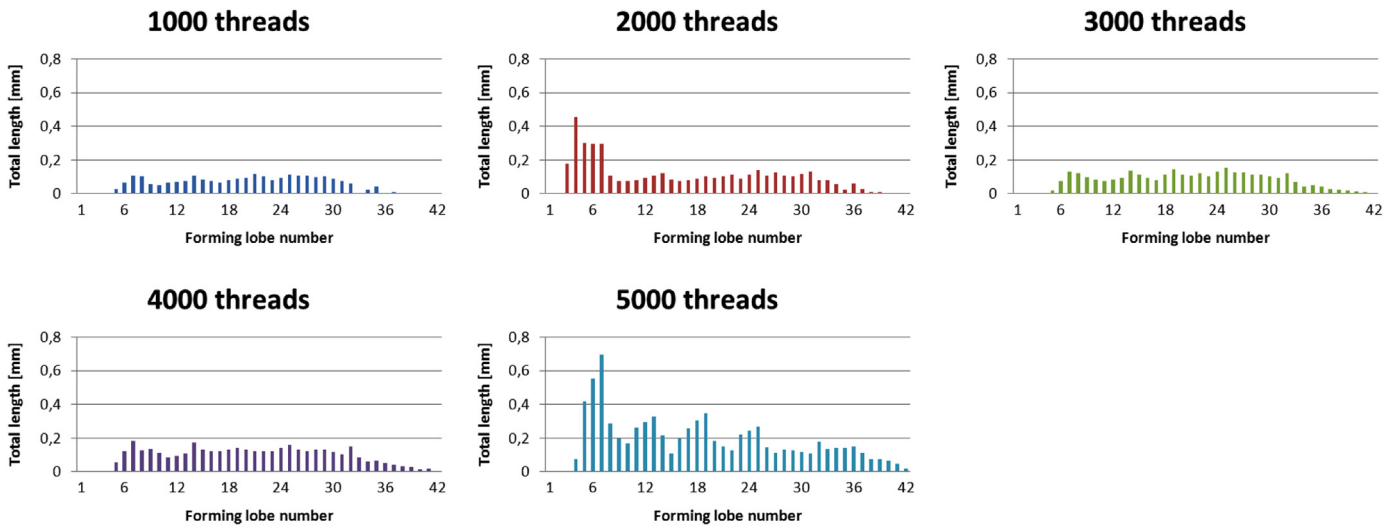 1000 threads
Total length [mm]
0,8
0,6
0,4
0,2
0
1 6 12 18 24 30 36 42
Forming lobe number
2000 threads
Total length [mm]
0,8
0,6
0,4
0,2
0
1 6 12 18 24 30 36 42
Forming lobe number
3000 threads
Total length [mm]
0,8
0,6
0,4
0,2
0
1 6 12 18 24 30 36 42
Forming lobe number
4000 threads
Total length [mm]
0,8
0,6
0,4
0,2
0
1 6 12 18 24 30 36 42
Forming lobe number
5000 threads
Total length [mm]
0,8
0,6
0,4
0,2
0
1 6 12 18 24 30 36 42
Forming lobe number